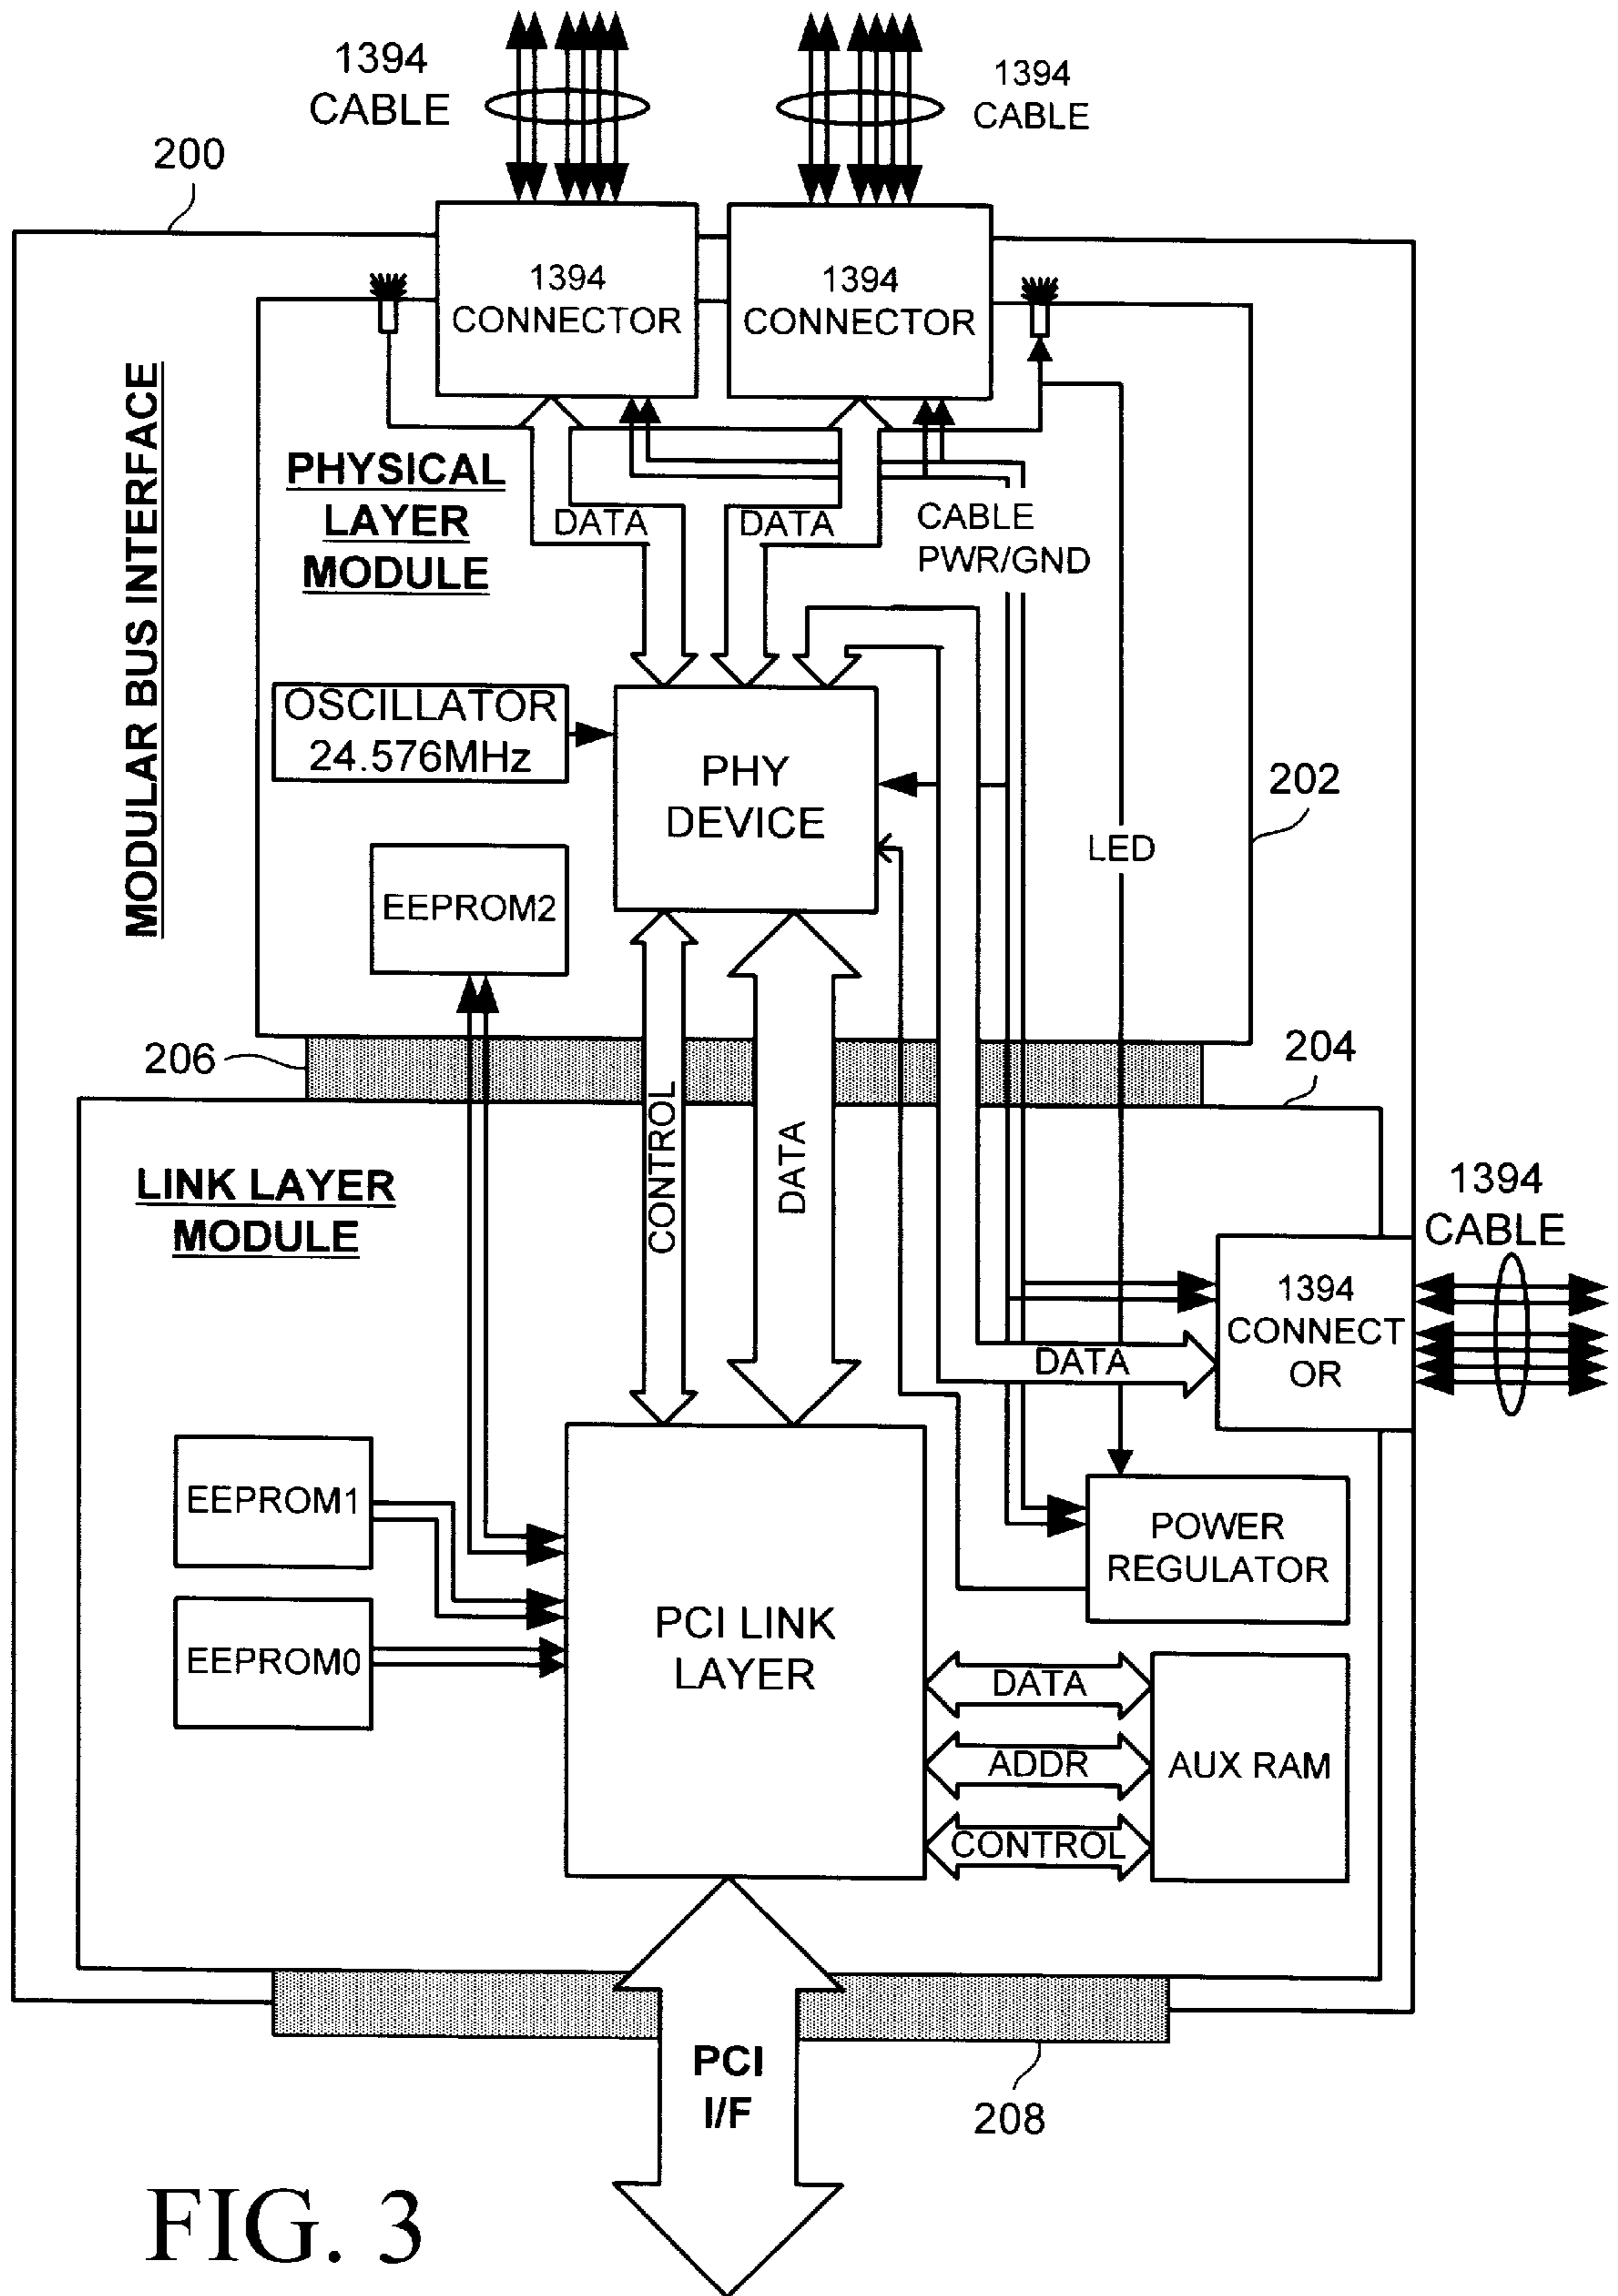 1394
CABLE
1394
CABLE
200
1394
CONNECTOR
1394
CONNECTOR
MODULAR BUS INTERFACE
PHYSICAL
LAYER
MODULE
DATA
DATA
CABLE
PWR/GND
OSCILLATOR
24.576MHz
PHY
DEVICE
202
LED
EEPROM2
206
204
CONTROL
DATA
LINK LAYER
MODULE
1394
CABLE
1394
CONNECT
OR
DATA
EEPROM1
POWER
REGULATOR
EEPROM0
PCI LINK
LAYER
DATA
ADDR
CONTROL
AUX RAM
PCI
I/F
208
FIG. 3